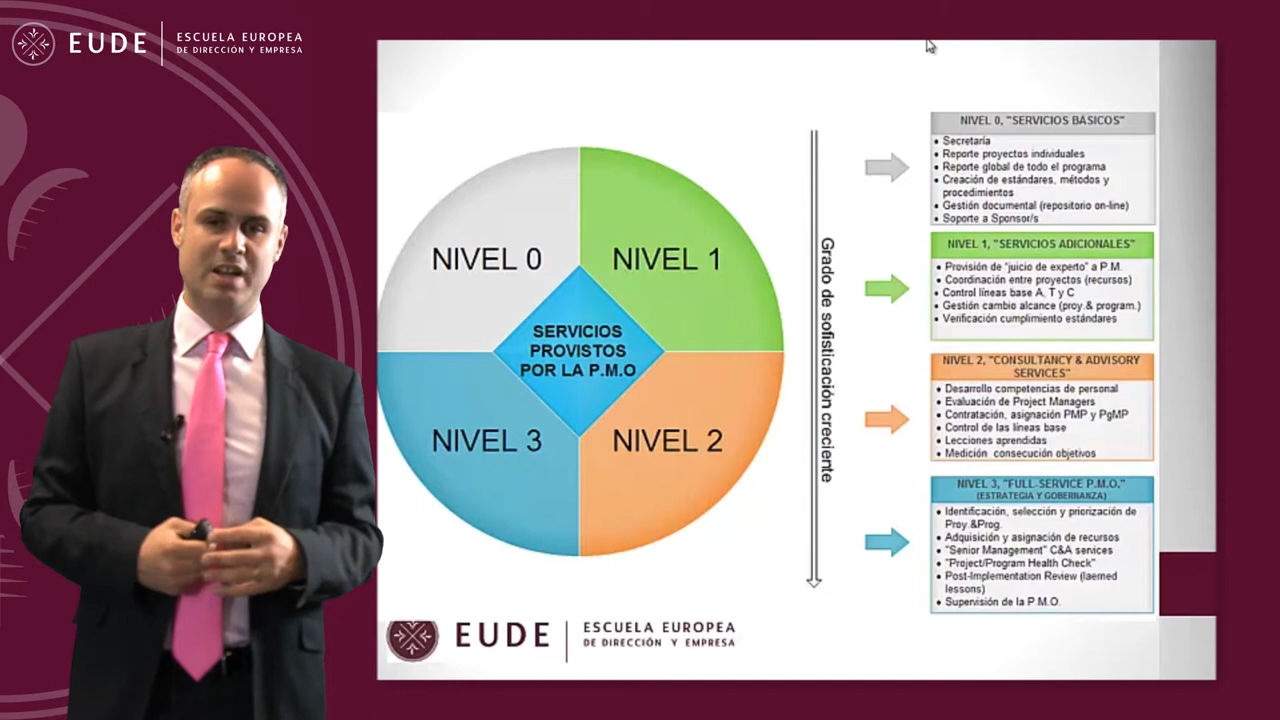 EUDE
ESCUELA EUROPEA
DE DIRECCIÓN Y EMPRESA
NIVEL 0
NIVEL 1
SERVICIOS
PROVISTOS
POR LA P.M.O
NIVEL 3
NIVEL 2
Grado de sofisticación creciente
NIVEL 0, "SERVICIOS BÁSICOS"
• Secretaría
• Reporte proyectos individuales
• Reporte global de todo el programa
• Creación de estándares, métodos y
procedimientos
• Gestión documental (repositorio on-line)
• Soporte a Sponsor/s
NIVEL 1, "SERVICIOS ADICIONALES"
• Provisión de "juicio de experto" a P.M.
• Coordinación entre proyectos (recursos)
• Control líneas base A, T y C
• Gestión cambio alcance (proy.& program.)
• Verificación cumplimiento estándares
NIVEL 2, "CONSULTANCY & ADVISORY
SERVICES"
• Desarrollo competencias de personal
• Evaluación de Project Managers
• Contratación, asignación PMP y PgMP
• Control de las líneas base
• Lecciones aprendidas
• Medición consecución objetivos
NIVEL 3, "FULL-SERVICE P.M.O."
(ESTRATEGIA Y GOBERNANZA)
• Identificación, selección y priorización de
Proy.&Prog.
• Adquisición y asignación de recursos
• "Senior Management" C&A services
• "Project/Program Health Check"
• Post-Implementation Review (laerned
lessons)
• Supervisión de la P.M.O.
EUDE
ESCUELA EUROPEA
DE DIRECCIÓN Y EMPRESA